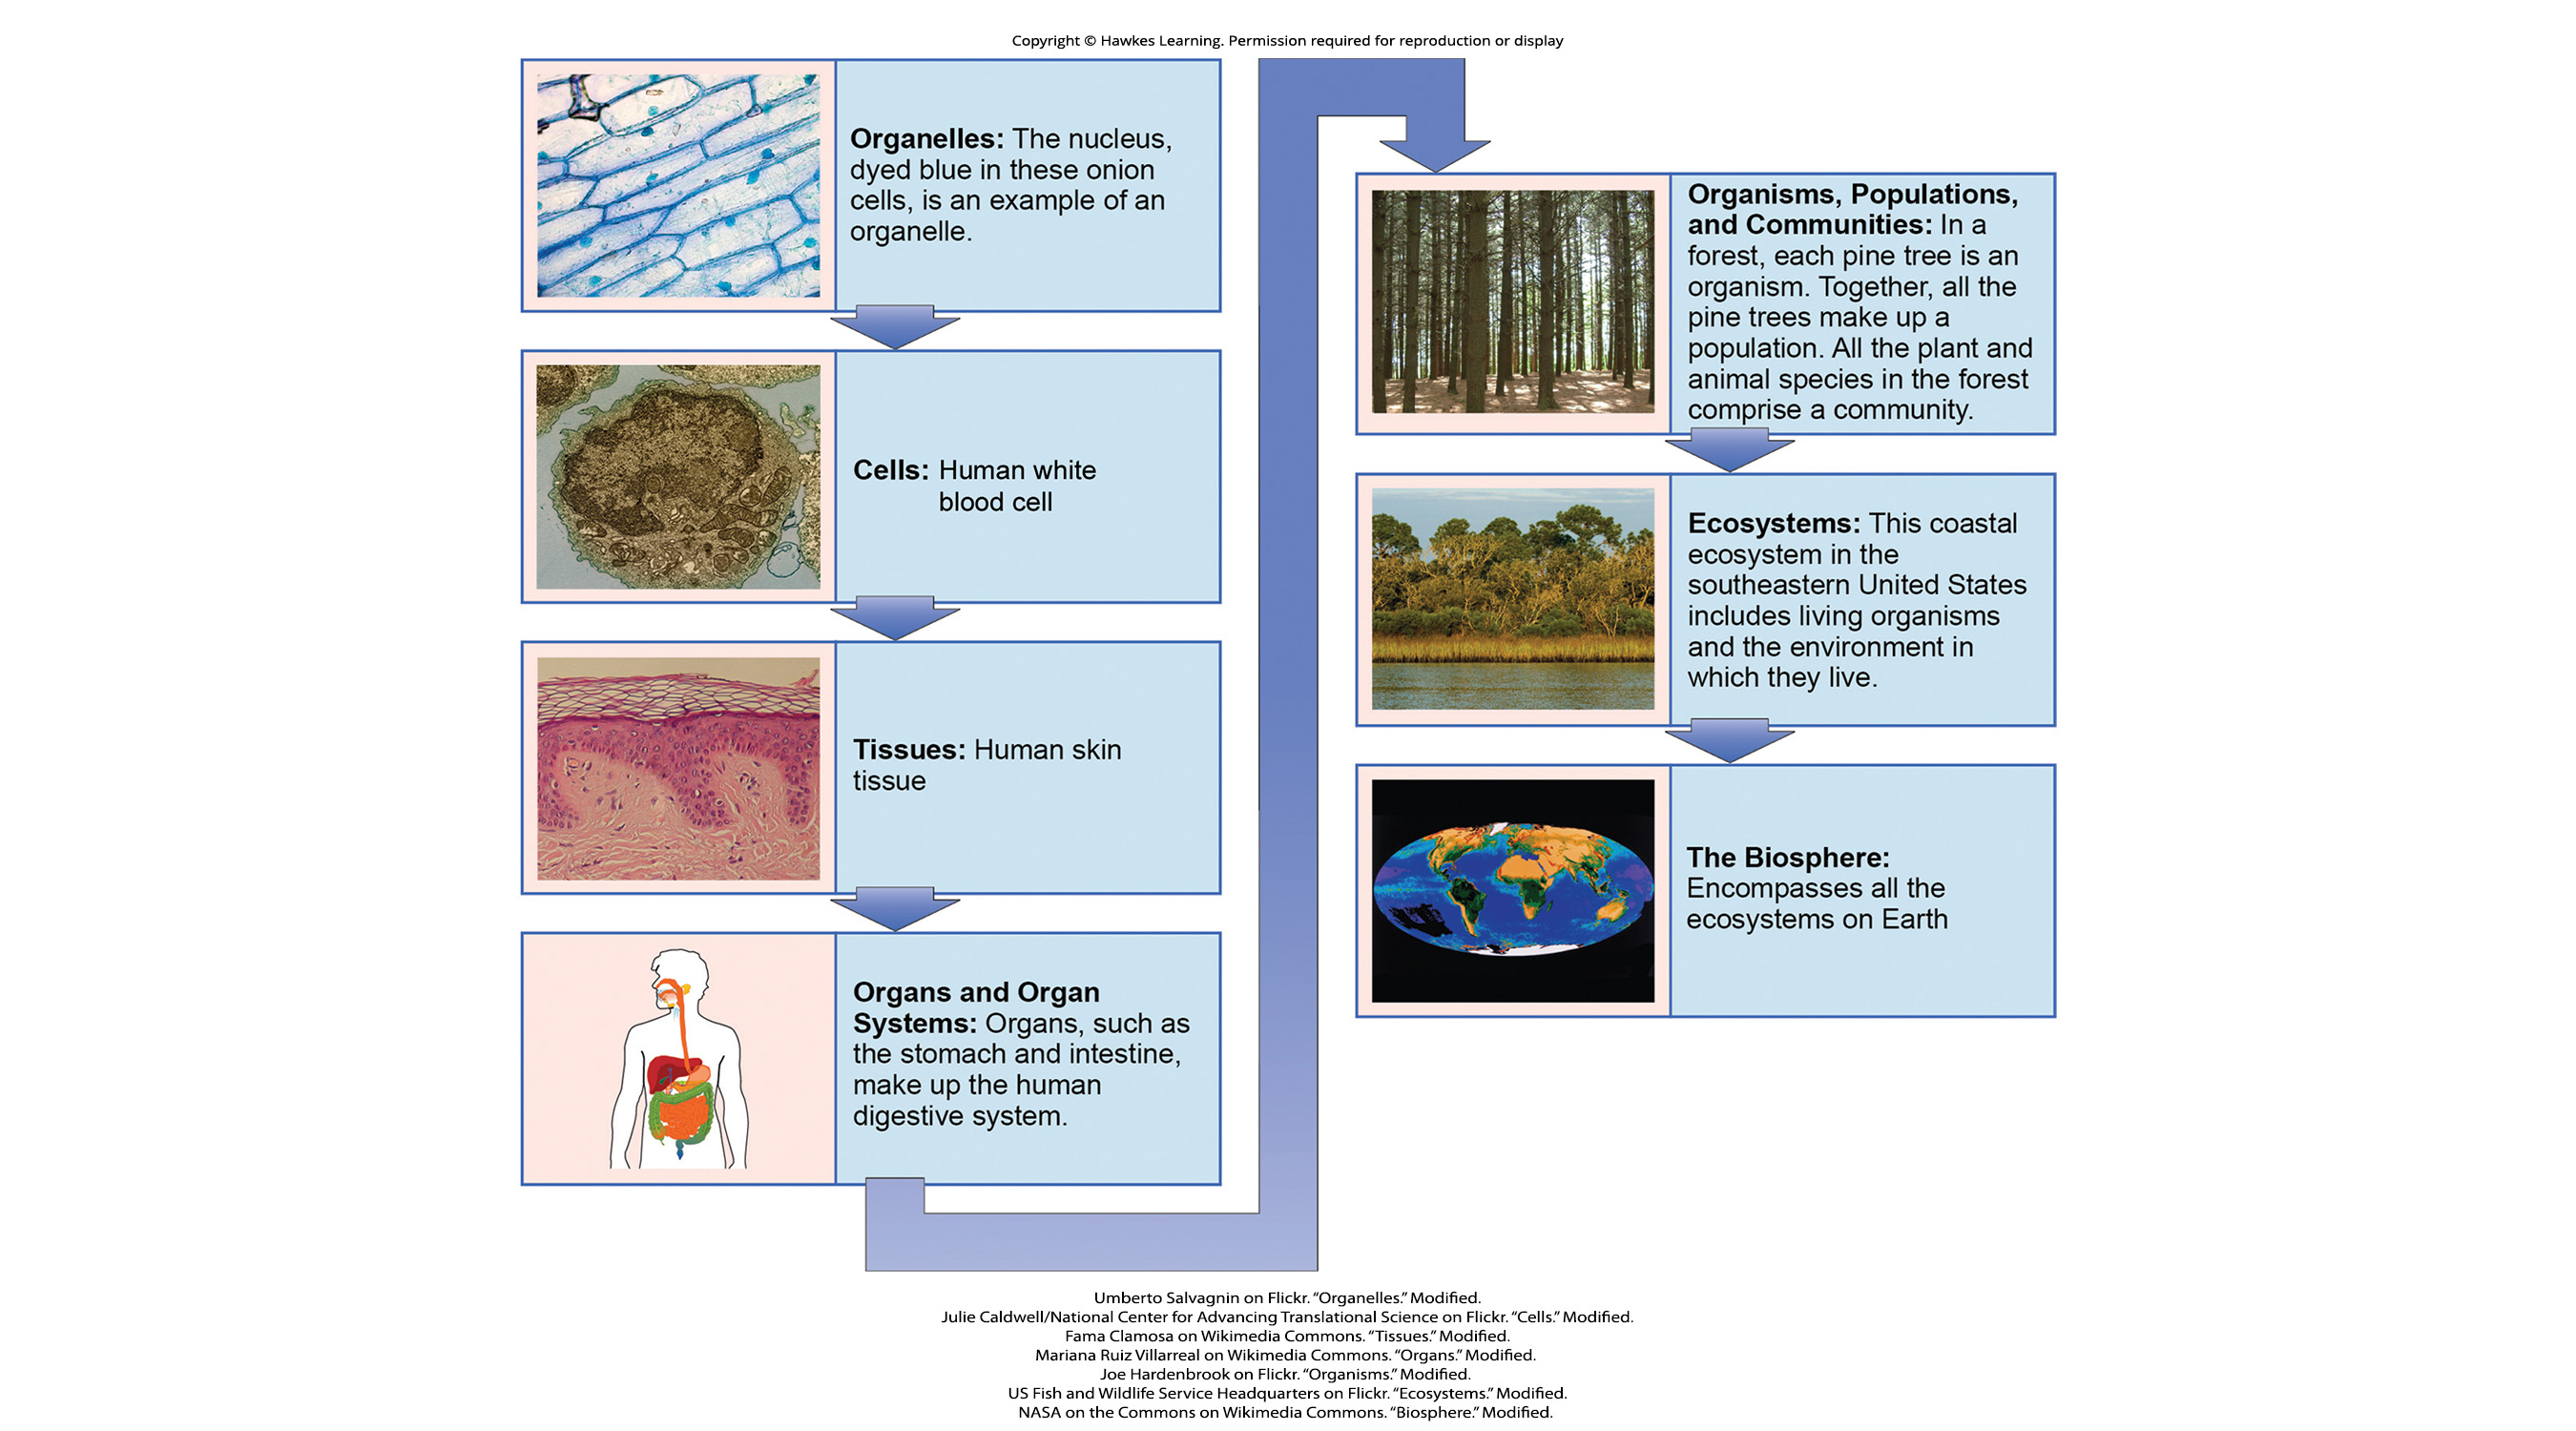 Copyright © Hawkes Learning. Permission required for reproduction or display
Organelles: The nucleus,
dyed blue in these onion
cells, is an example of an
organelle.
Cells: Human white
blood cell
Tissues: Human skin
tissue
Organs and Organ
Systems: Organs, such as
the stomach and intestine,
make up the human
digestive system.
Organisms, Populations,
and Communities: In a
forest, each pine tree is an
organism. Together, all the
pine trees make up a
population. All the plant and
animal species in the forest
comprise a community.
Ecosystems: This coastal
ecosystem in the
southeastern United States
includes living organisms
and the environment in
which they live.
The Biosphere:
Encompasses all the
ecosystems on Earth
Umberto Salvagnin on Flickr. “Organelles.” Modified.
Julie Caldwell/National Center for Advancing Translational Science on Flickr. “Cells.” Modified.
Fama Clamosa on Wikimedia Commons. “Tissues.” Modified.
Mariana Ruiz Villarreal on Wikimedia Commons. “Organs.” Modified.
Joe Hardenbrook on Flickr. “Organisms.” Modified.
US Fish and Wildlife Service Headquarters on Flickr. “Ecosystems.” Modified.
NASA on the Commons on Wikimedia Commons. “Biosphere.” Modified.